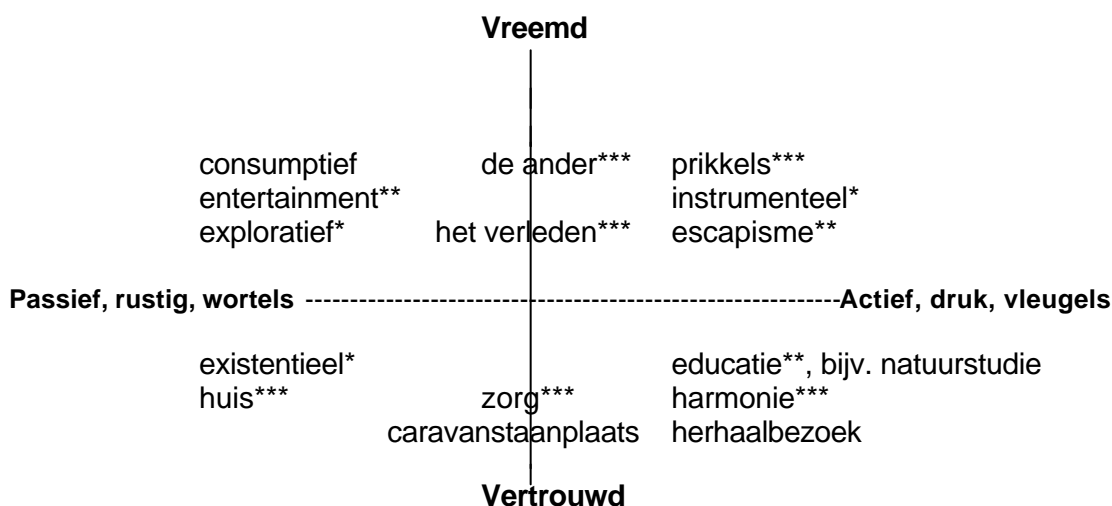 Vreemd
consumptief de ander*** prikkels***
entertainment** instrumenteel*
exploratief* het verleden*** escapisme**
Passief, rustig, wortels ------------------------------------------------------------Actief, druk, vleugels
existentieel* educatie**, bijv. natuurstudie
huis*** zorg*** harmonie***
caravanstaanplaats herhaalbezoek
Vertrouwd